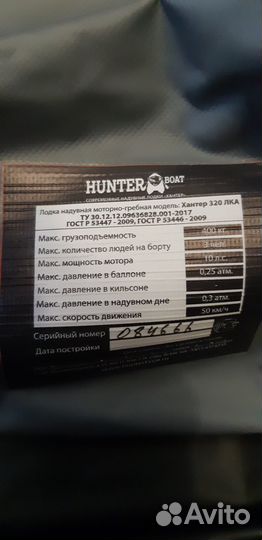 HUNTER BOAT
СОВРЕМЕННЫЕ НАДУВНЫЕ ЛОДКИ «ХАНТЕР»
Лодка надувная моторно-гребная модель: Хантер 320 ЛКА
ТУ 30.12.12.09636828.001-2017
ГОСТ Р 53447 - 2009, ГОСТ Р 53446 - 2009
Макс. грузоподъемность 400 кг.
Макс. количество людей на борту 3 чел.
Макс. мощность мотора 10 л.с.
Макс. давление в баллоне 0,25 атм.
Макс. давление в кильсоне -
Макс. давление в надувном дне 0,3 атм.
Макс. скорость движения 50 км/ч
Серийный номер 084666
Дата постройки
Avito